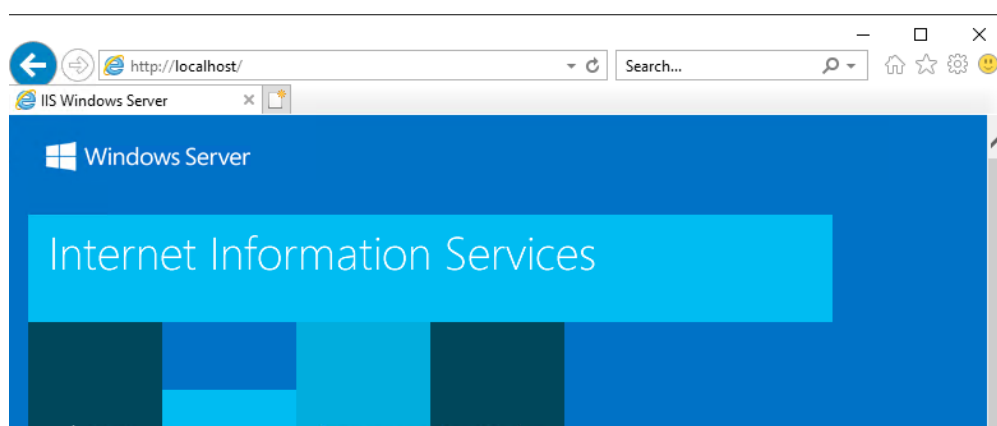 http://localhost/
Search...
IIS Windows Server
Windows Server
Internet Information Services